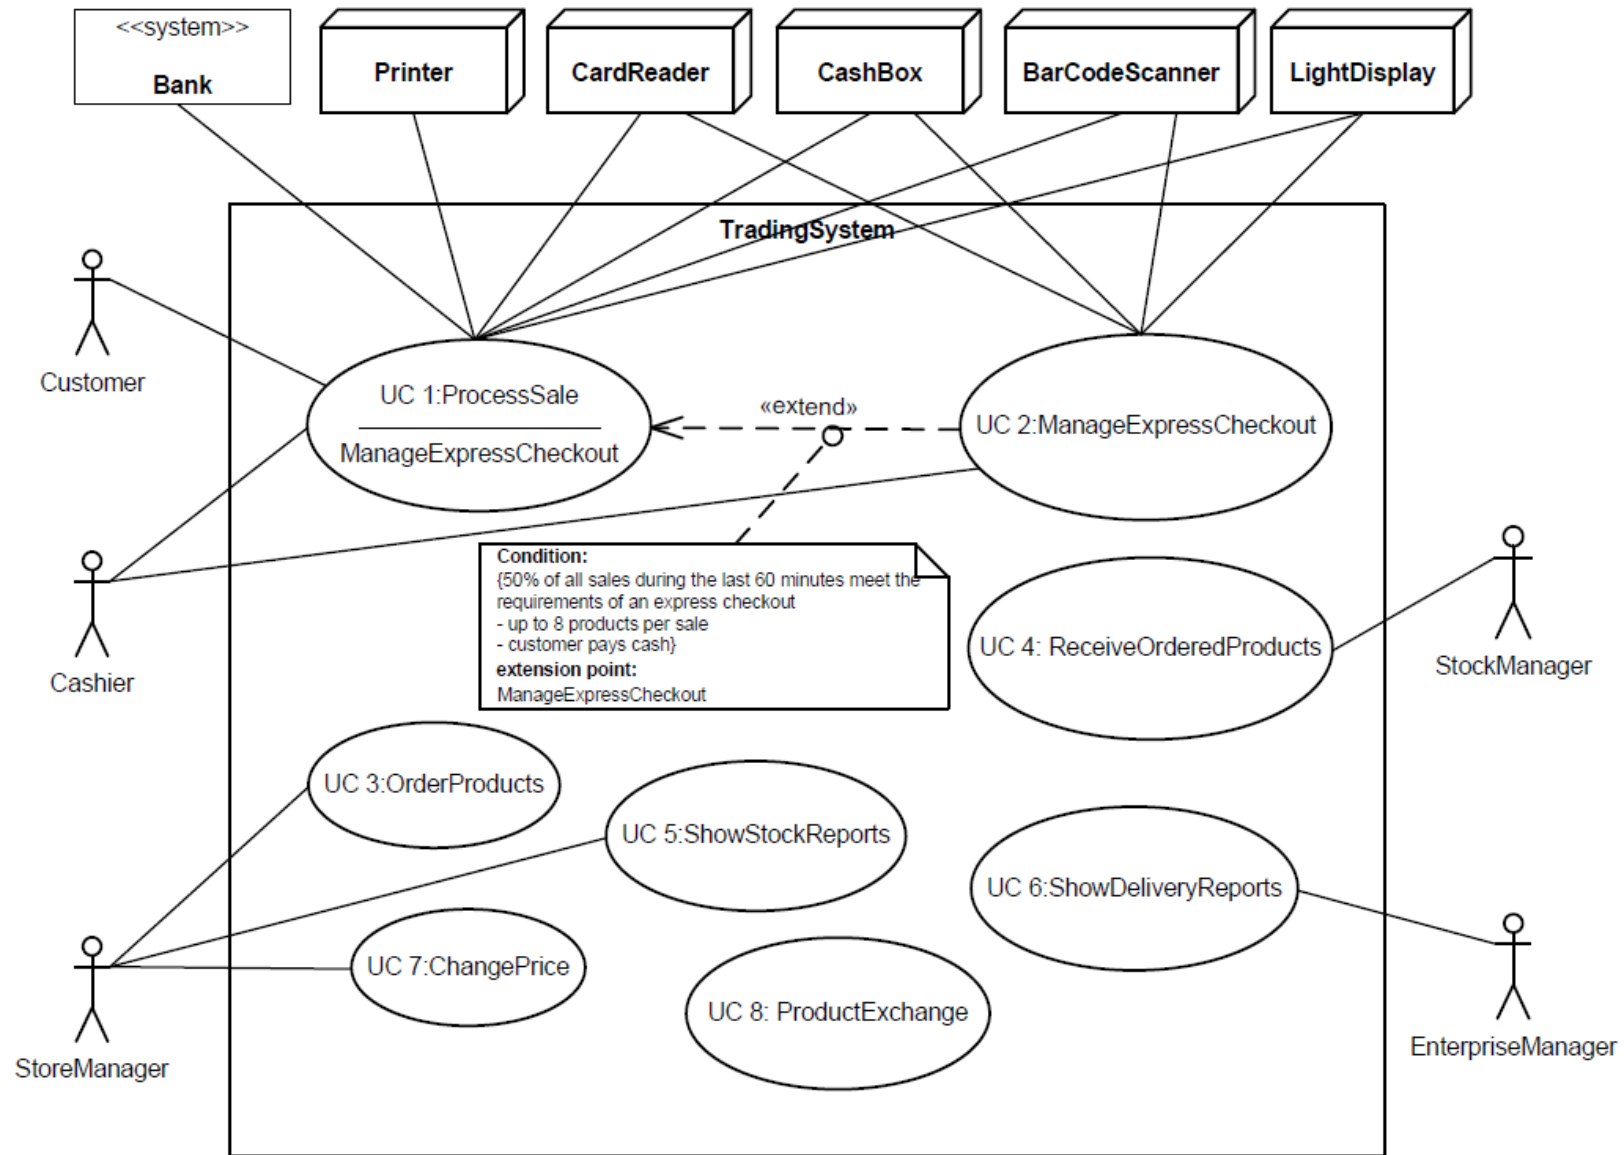 <<system>>
Bank
Printer
CardReader
CashBox
BarCodeScanner
LightDisplay
TradingSystem
Customer
UC 1:ProcessSale
ManageExpressCheckout
«extend»
UC 2:ManageExpressCheckout
Cashier
Condition:
{50% of all sales during the last 60 minutes meet the
requirements of an express checkout
- up to 8 products per sale
- customer pays cash}
extension point:
ManageExpressCheckout
UC 4: ReceiveOrderedProducts
StockManager
UC 3:OrderProducts
UC 5:ShowStockReports
UC 6:ShowDeliveryReports
UC 7:ChangePrice
UC 8: ProductExchange
StoreManager
EnterpriseManager